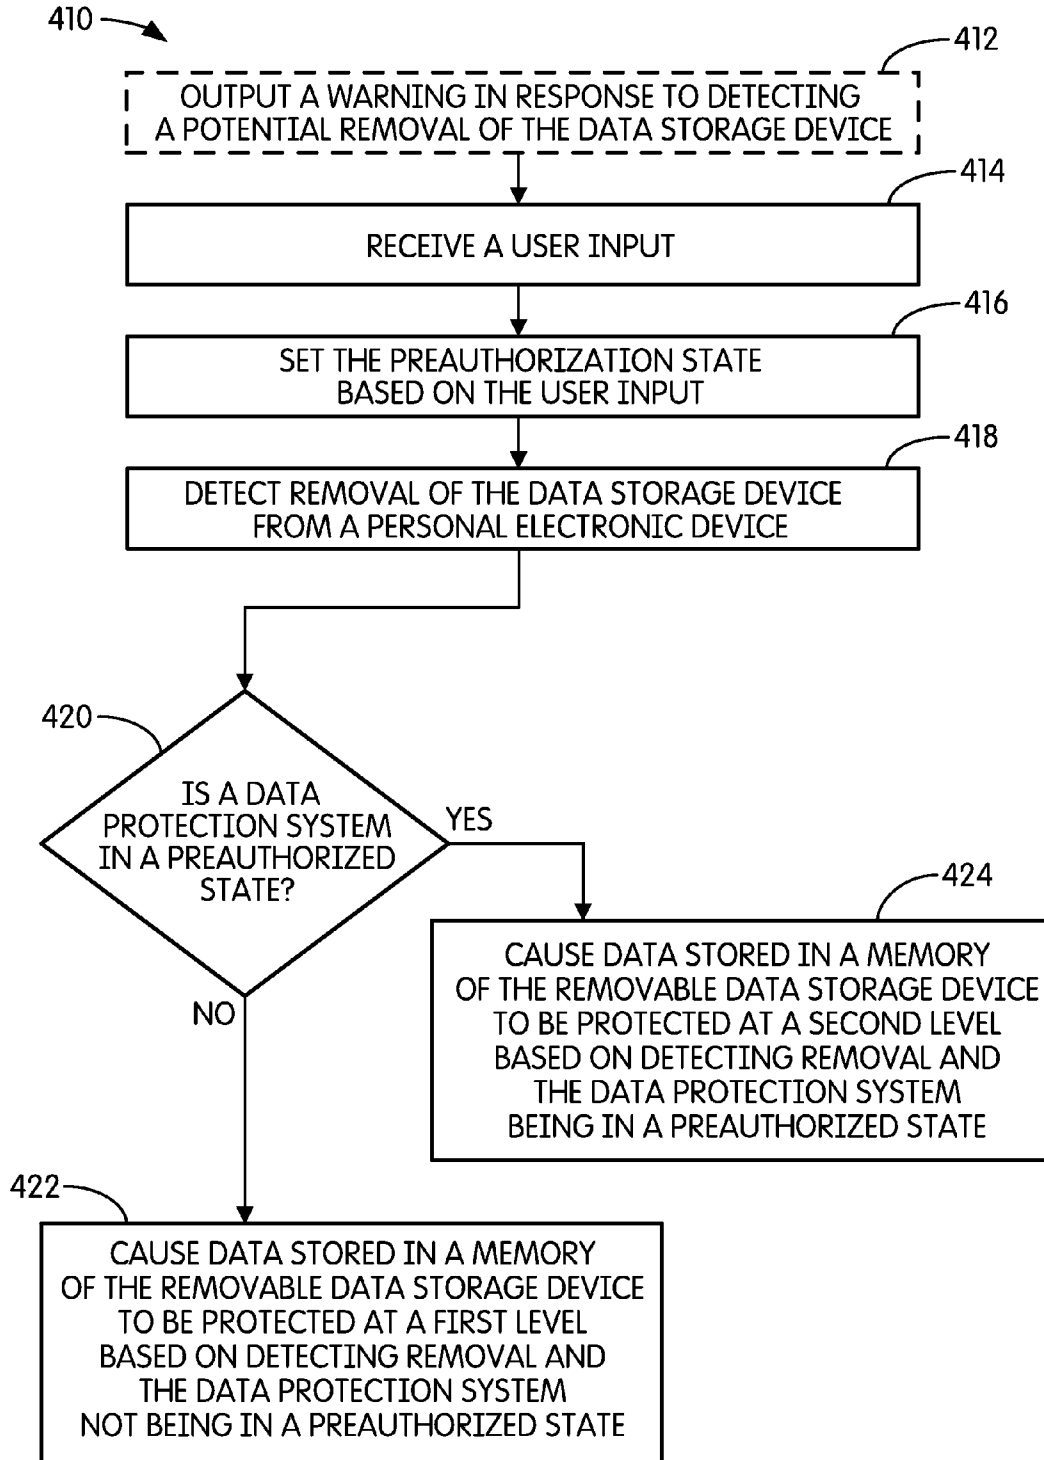 410
412
OUTPUT A WARNING IN RESPONSE TO DETECTING
A POTENTIAL REMOVAL OF THE DATA STORAGE DEVICE
414
RECEIVE A USER INPUT
416
SET THE PREAUTHORIZATION STATE
BASED ON THE USER INPUT
418
DETECT REMOVAL OF THE DATA STORAGE DEVICE
FROM A PERSONAL ELECTRONIC DEVICE
420
IS A DATA
PROTECTION SYSTEM
IN A PREAUTHORIZED
STATE?
YES
NO
424
CAUSE DATA STORED IN A MEMORY
OF THE REMOVABLE DATA STORAGE DEVICE
TO BE PROTECTED AT A SECOND LEVEL
BASED ON DETECTING REMOVAL AND
THE DATA PROTECTION SYSTEM
BEING IN A PREAUTHORIZED STATE
422
CAUSE DATA STORED IN A MEMORY
OF THE REMOVABLE DATA STORAGE DEVICE
TO BE PROTECTED AT A FIRST LEVEL
BASED ON DETECTING REMOVAL AND
THE DATA PROTECTION SYSTEM
NOT BEING IN A PREAUTHORIZED STATE